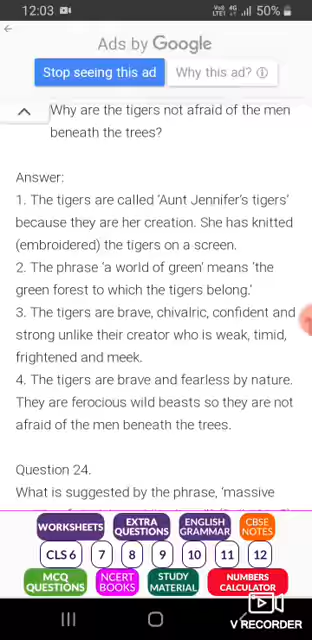 12:03
Vo9 LTE1 4G 50%
Ads by Google
Stop seeing this ad
Why this ad?
Why are the tigers not afraid of the men
beneath the trees?
Answer:
1. The tigers are called 'Aunt Jennifer's tigers'
because they are her creation. She has knitted
(embroidered) the tigers on a screen.
2. The phrase 'a world of green' means 'the
green forest to which the tigers belong.'
3. The tigers are brave, chivalric, confident and
strong unlike their creator who is weak, timid,
frightened and meek.
4. The tigers are brave and fearless by nature.
They are ferocious wild beasts so they are not
afraid of the men beneath the trees.
Question 24.
What is suggested by the phrase, 'massive
WORKSHEETS
EXTRA QUESTIONS
ENGLISH GRAMMAR
CBSE NOTES
CLS 6 7 8 9 10 11 12
MCQ QUESTIONS
NCERT BOOKS
STUDY MATERIAL
NUMBERS CALCULATOR
V RECORDER